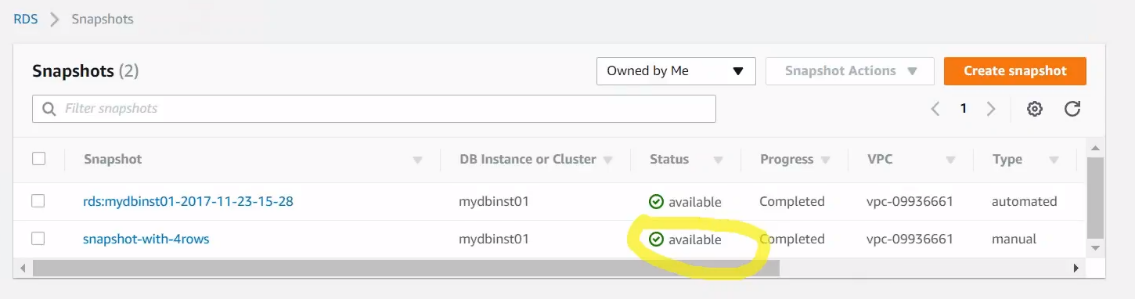 RDS > Snapshots
Snapshots (2) Owned by Me Snapshot Actions Create snapshot
Filter snapshots 1
Snapshot DB Instance or Cluster Status Progress VPC Type
rds:mydbinst01-2017-11-23-15-28 mydbinst01 available Completed vpc-09936661 automated
snapshot-with-4rows mydbinst01 available Completed vpc-09936661 manual